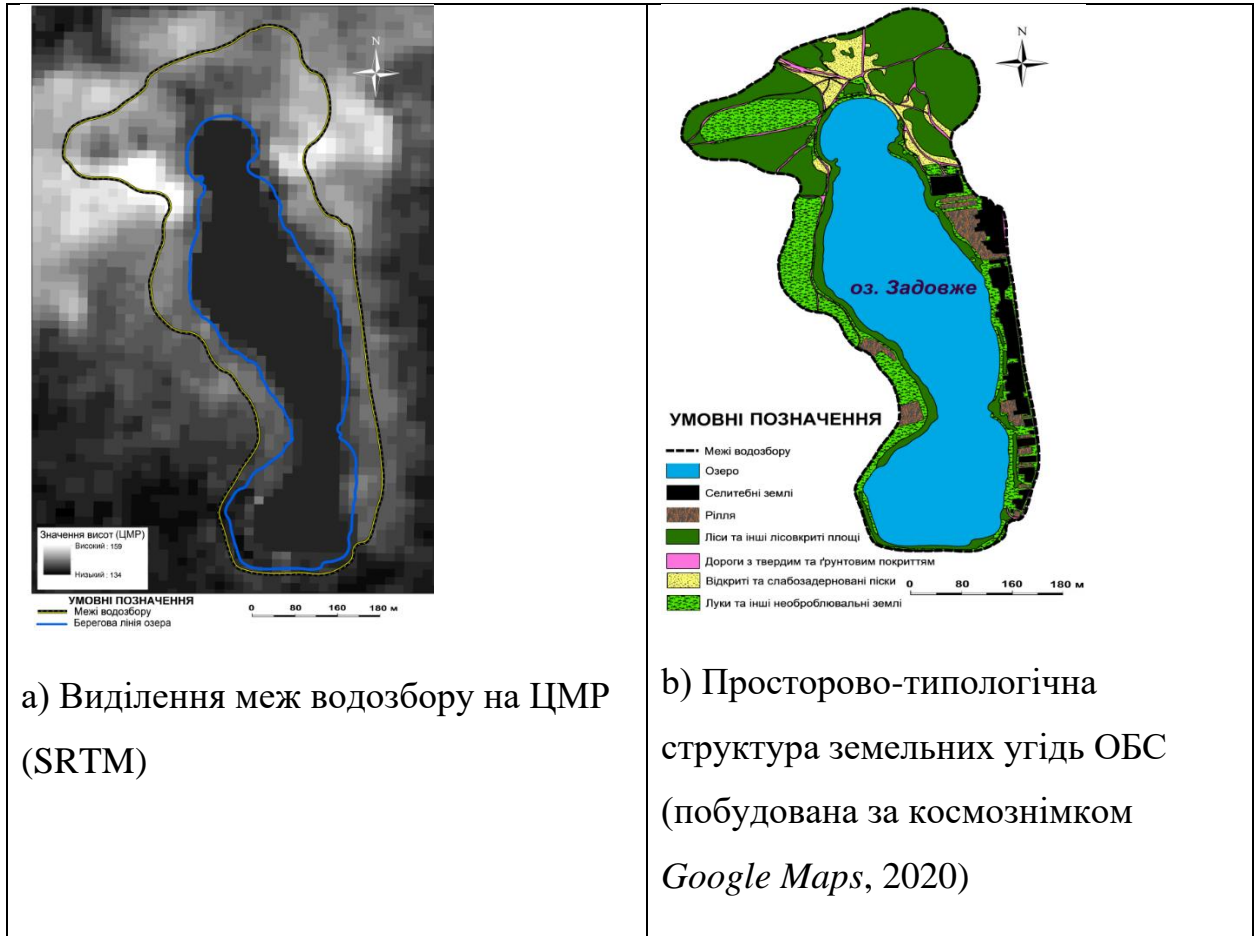 N
Значення висот (ЦМР)
Високий : 159
Низький : 134
УМОВНІ ПОЗНАЧЕННЯ
Межі водозбору
Берегова лінія озера
0 80 160 180 м
а) Виділення меж водозбору на ЦМР
(SRTM)
N
оз. Задовже
УМОВНІ ПОЗНАЧЕННЯ
Межі водозбору
Озеро
Селитебні землі
Рілля
Ліси та інші лісовкриті площі
Дороги з твердим та ґрунтовим покриттям
Відкриті та слабозадерновані піски
Луки та інші необроблювальні землі
0 80 160 180 м
b) Просторово-типологічна
структура земельних угідь ОБС
(побудована за космознімком
Google Maps, 2020)